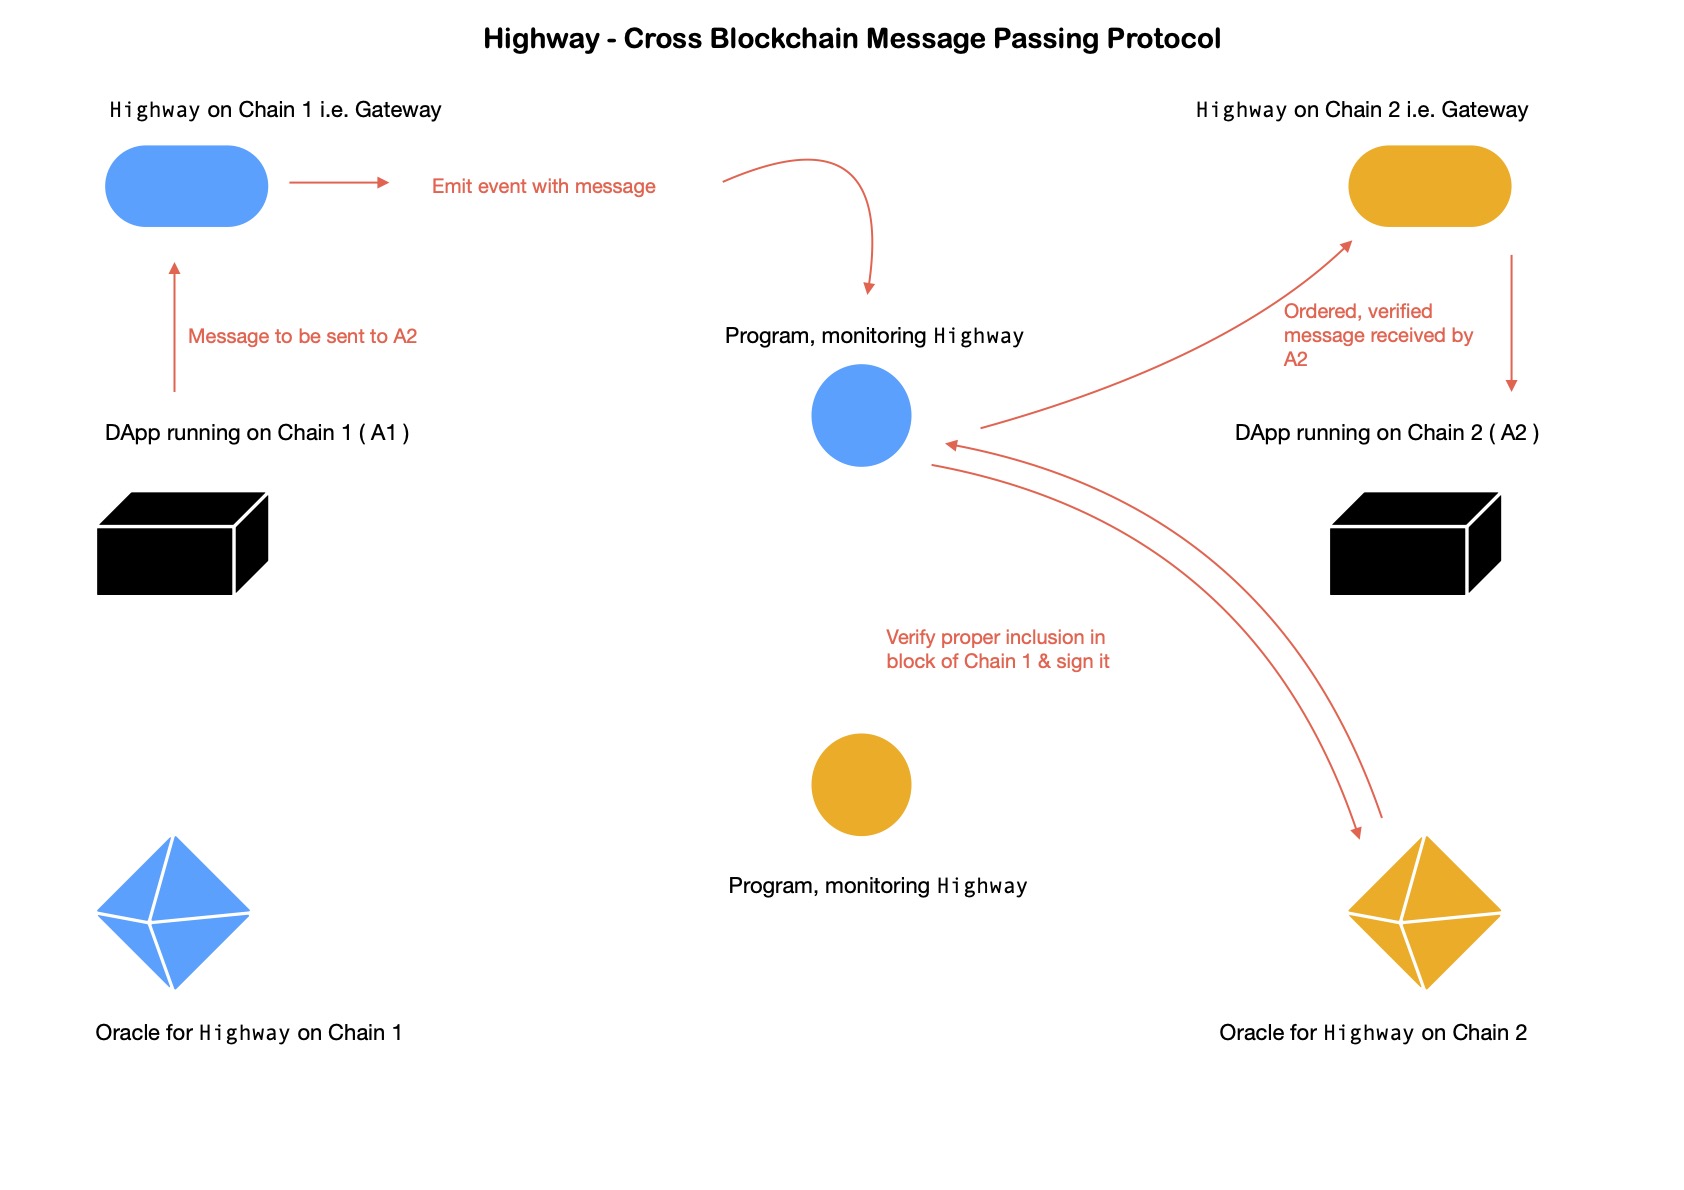 Highway - Cross Blockchain Message Passing Protocol
Highway on Chain 1 i.e. Gateway
Highway on Chain 2 i.e. Gateway
Emit event with message
Message to be sent to A2
Program, monitoring Highway
Ordered, verified
message received by
A2
DApp running on Chain 1 ( A1 )
DApp running on Chain 2 ( A2 )
Verify proper inclusion in
block of Chain 1 & sign it
Program, monitoring Highway
Oracle for Highway on Chain 1
Oracle for Highway on Chain 2